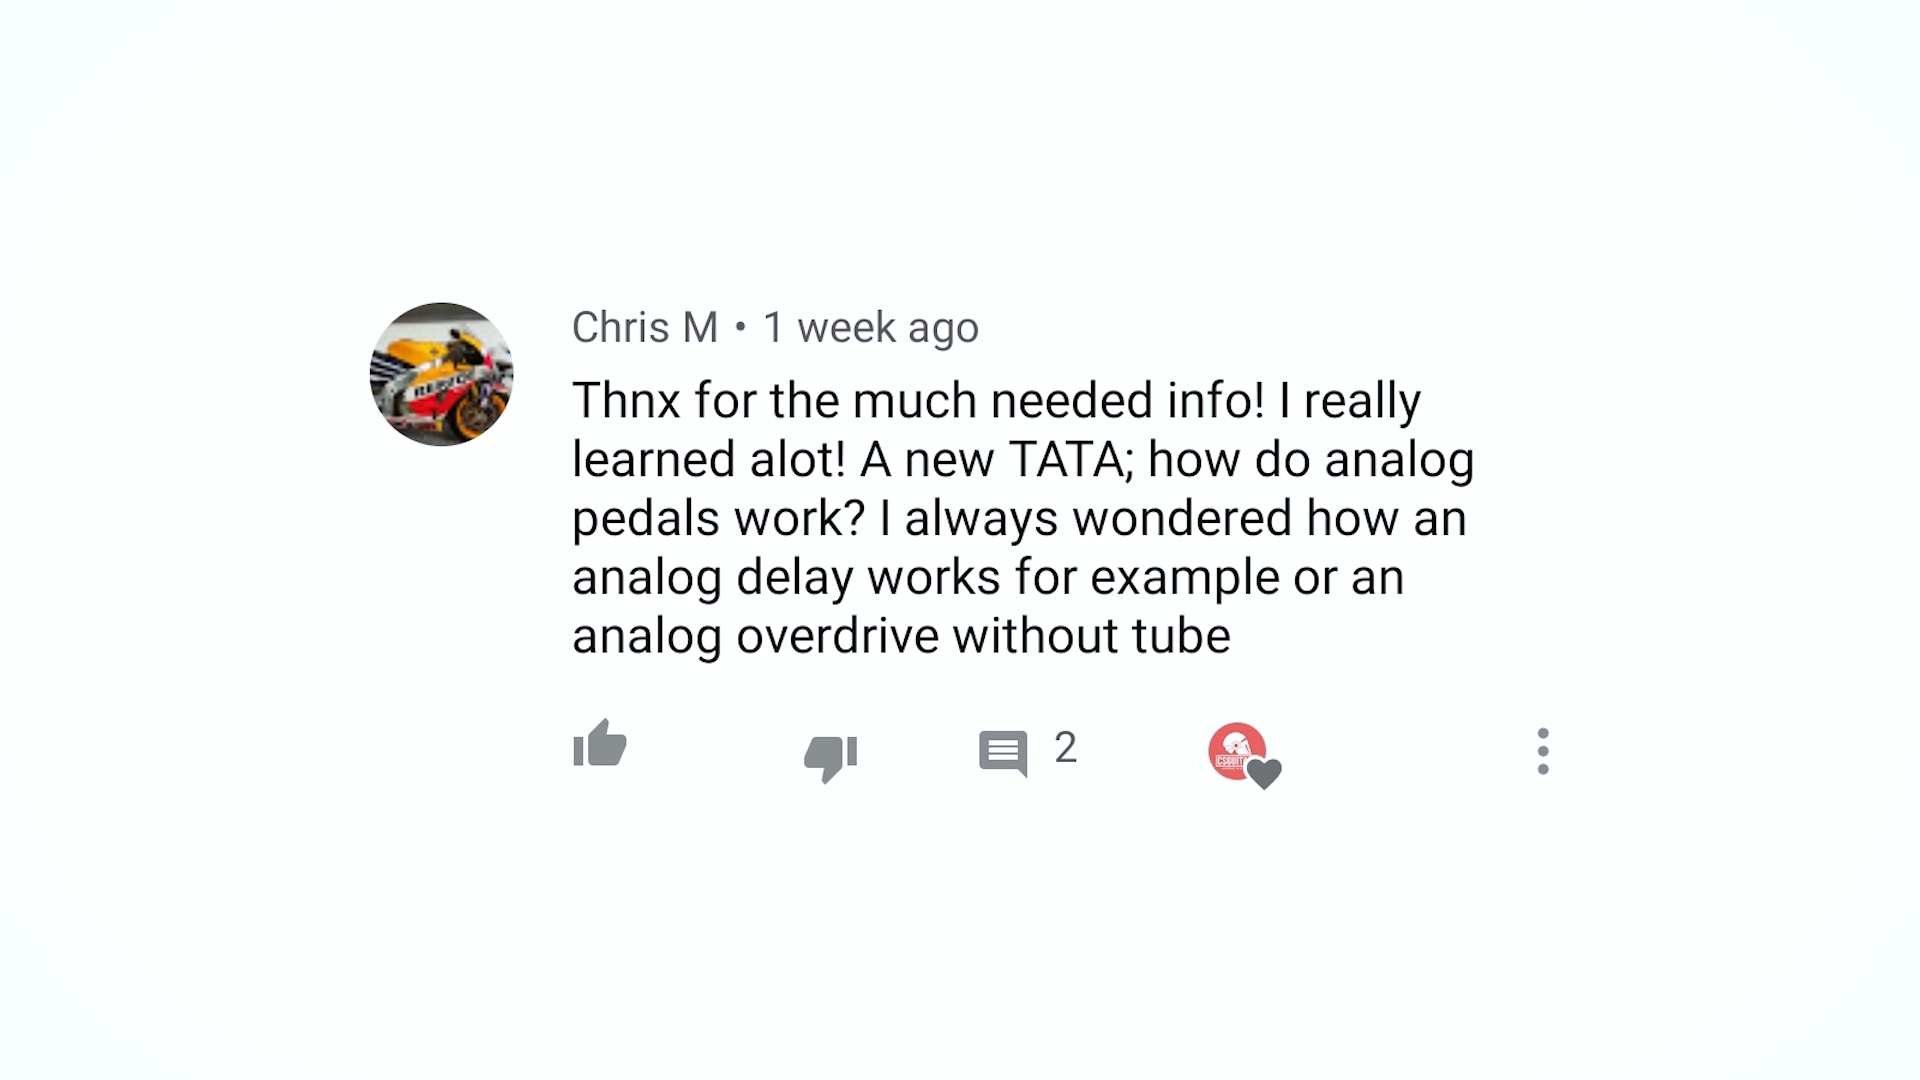 Chris M • 1 week ago
Thnx for the much needed info! I really
learned alot! A new TATA; how do analog
pedals work? I always wondered how an
analog delay works for example or an
analog overdrive without tube
2